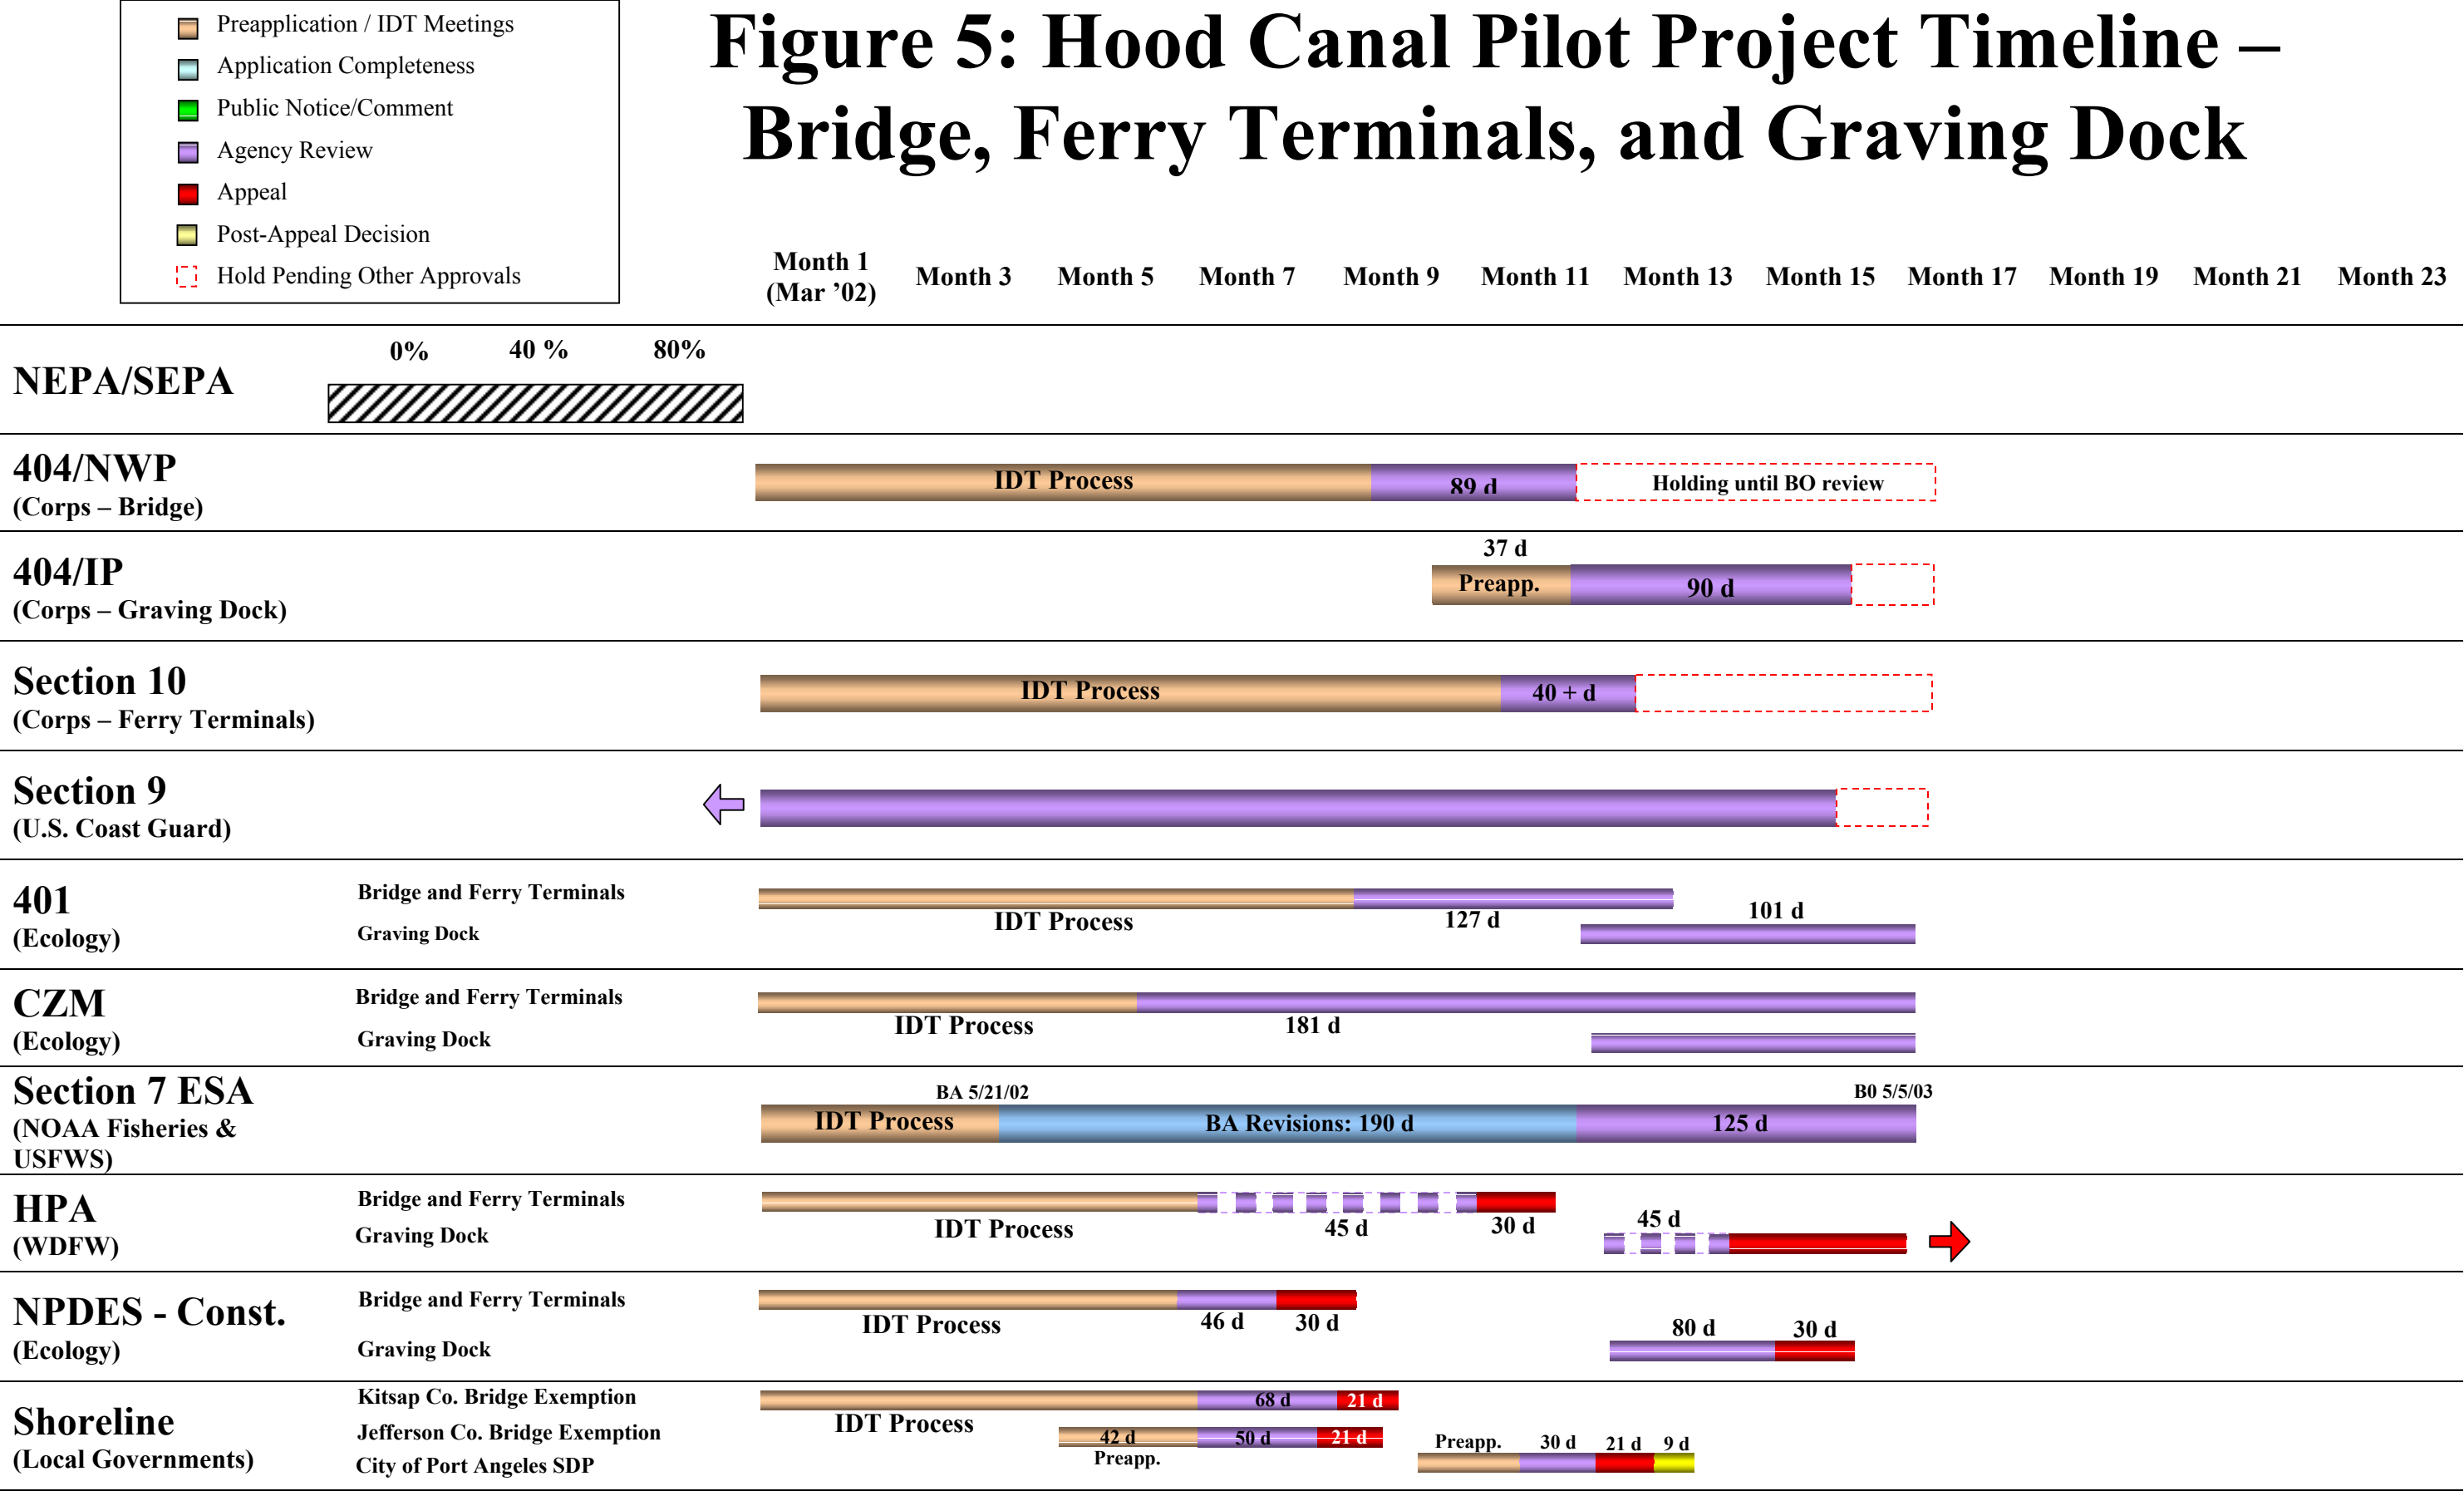 Preapplication / IDT Meetings
Application Completeness
Public Notice/Comment
Agency Review
Appeal
Post-Appeal Decision
Hold Pending Other Approvals
Figure 5: Hood Canal Pilot Project Timeline –
Bridge, Ferry Terminals, and Graving Dock
Month 1
(Mar ’02)
Month 3
Month 5
Month 7
Month 9
Month 11
Month 13
Month 15
Month 17
Month 19
Month 21
Month 23
NEPA/SEPA
0%
40 %
80%
404/NWP
(Corps – Bridge)
IDT Process
89 d
Holding until BO review
404/IP
(Corps – Graving Dock)
37 d
Preapp.
90 d
Section 10
(Corps – Ferry Terminals)
IDT Process
40 + d
Section 9
(U.S. Coast Guard)
401
(Ecology)
Bridge and Ferry Terminals
Graving Dock
IDT Process
127 d
101 d
CZM
(Ecology)
Bridge and Ferry Terminals
Graving Dock
IDT Process
181 d
Section 7 ESA
(NOAA Fisheries &
USFWS)
BA 5/21/02
B0 5/5/03
IDT Process
BA Revisions: 190 d
125 d
HPA
(WDFW)
Bridge and Ferry Terminals
Graving Dock
IDT Process
45 d
30 d
45 d
NPDES - Const.
(Ecology)
Bridge and Ferry Terminals
Graving Dock
IDT Process
46 d
30 d
80 d
30 d
Shoreline
(Local Governments)
Kitsap Co. Bridge Exemption
Jefferson Co. Bridge Exemption
City of Port Angeles SDP
IDT Process
68 d
21 d
42 d
Preapp.
50 d
21 d
Preapp.
30 d
21 d
9 d